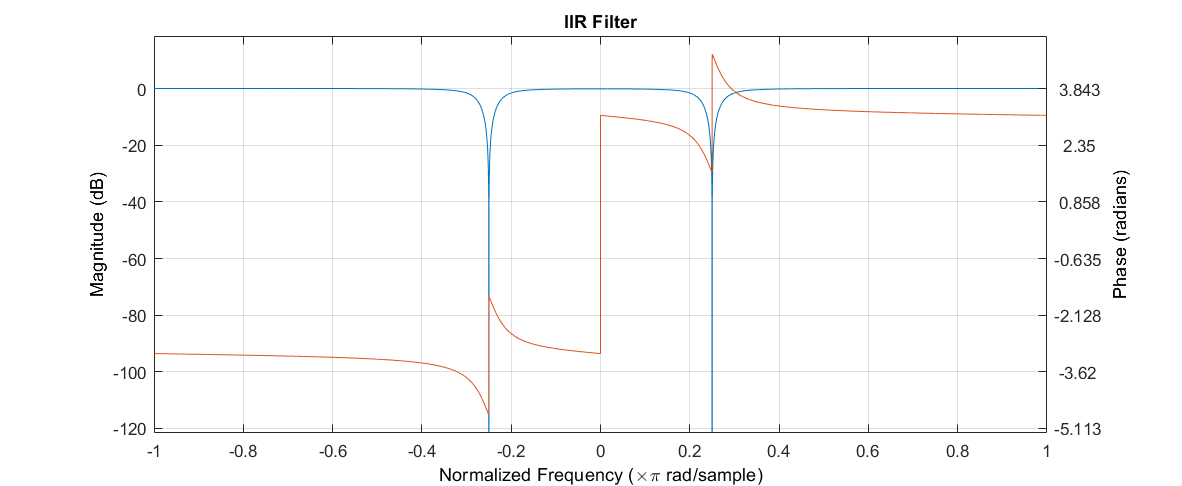 IIR Filter
Magnitude (dB)
0
-20
-40
-60
-80
-100
-120
3.843
2.35
0.858
-0.635
-2.128
-3.62
-5.113
Phase (radians)
-1 -0.8 -0.6 -0.4 -0.2 0 0.2 0.4 0.6 0.8 1
Normalized Frequency (×π rad/sample)